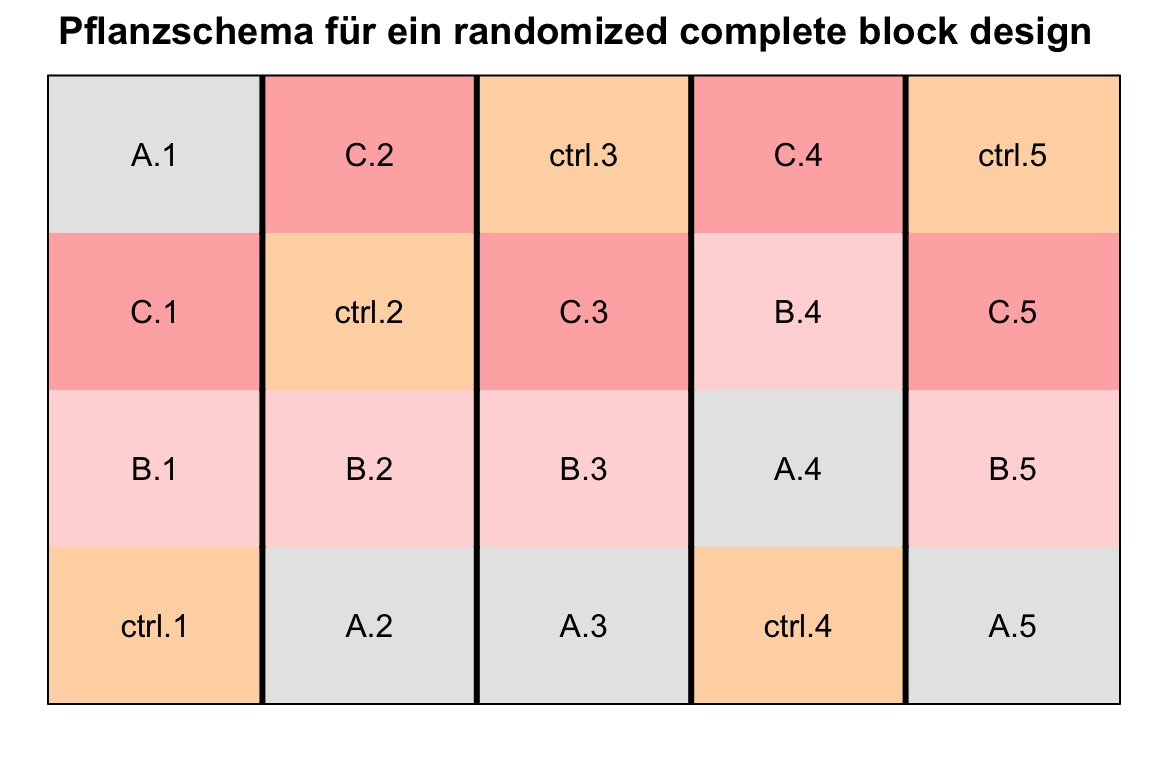 Pflanzschema für ein randomized complete block design
A.1 C.2 ctrl.3 C.4 ctrl.5
C.1 ctrl.2 C.3 B.4 C.5
B.1 B.2 B.3 A.4 B.5
ctrl.1 A.2 A.3 ctrl.4 A.5